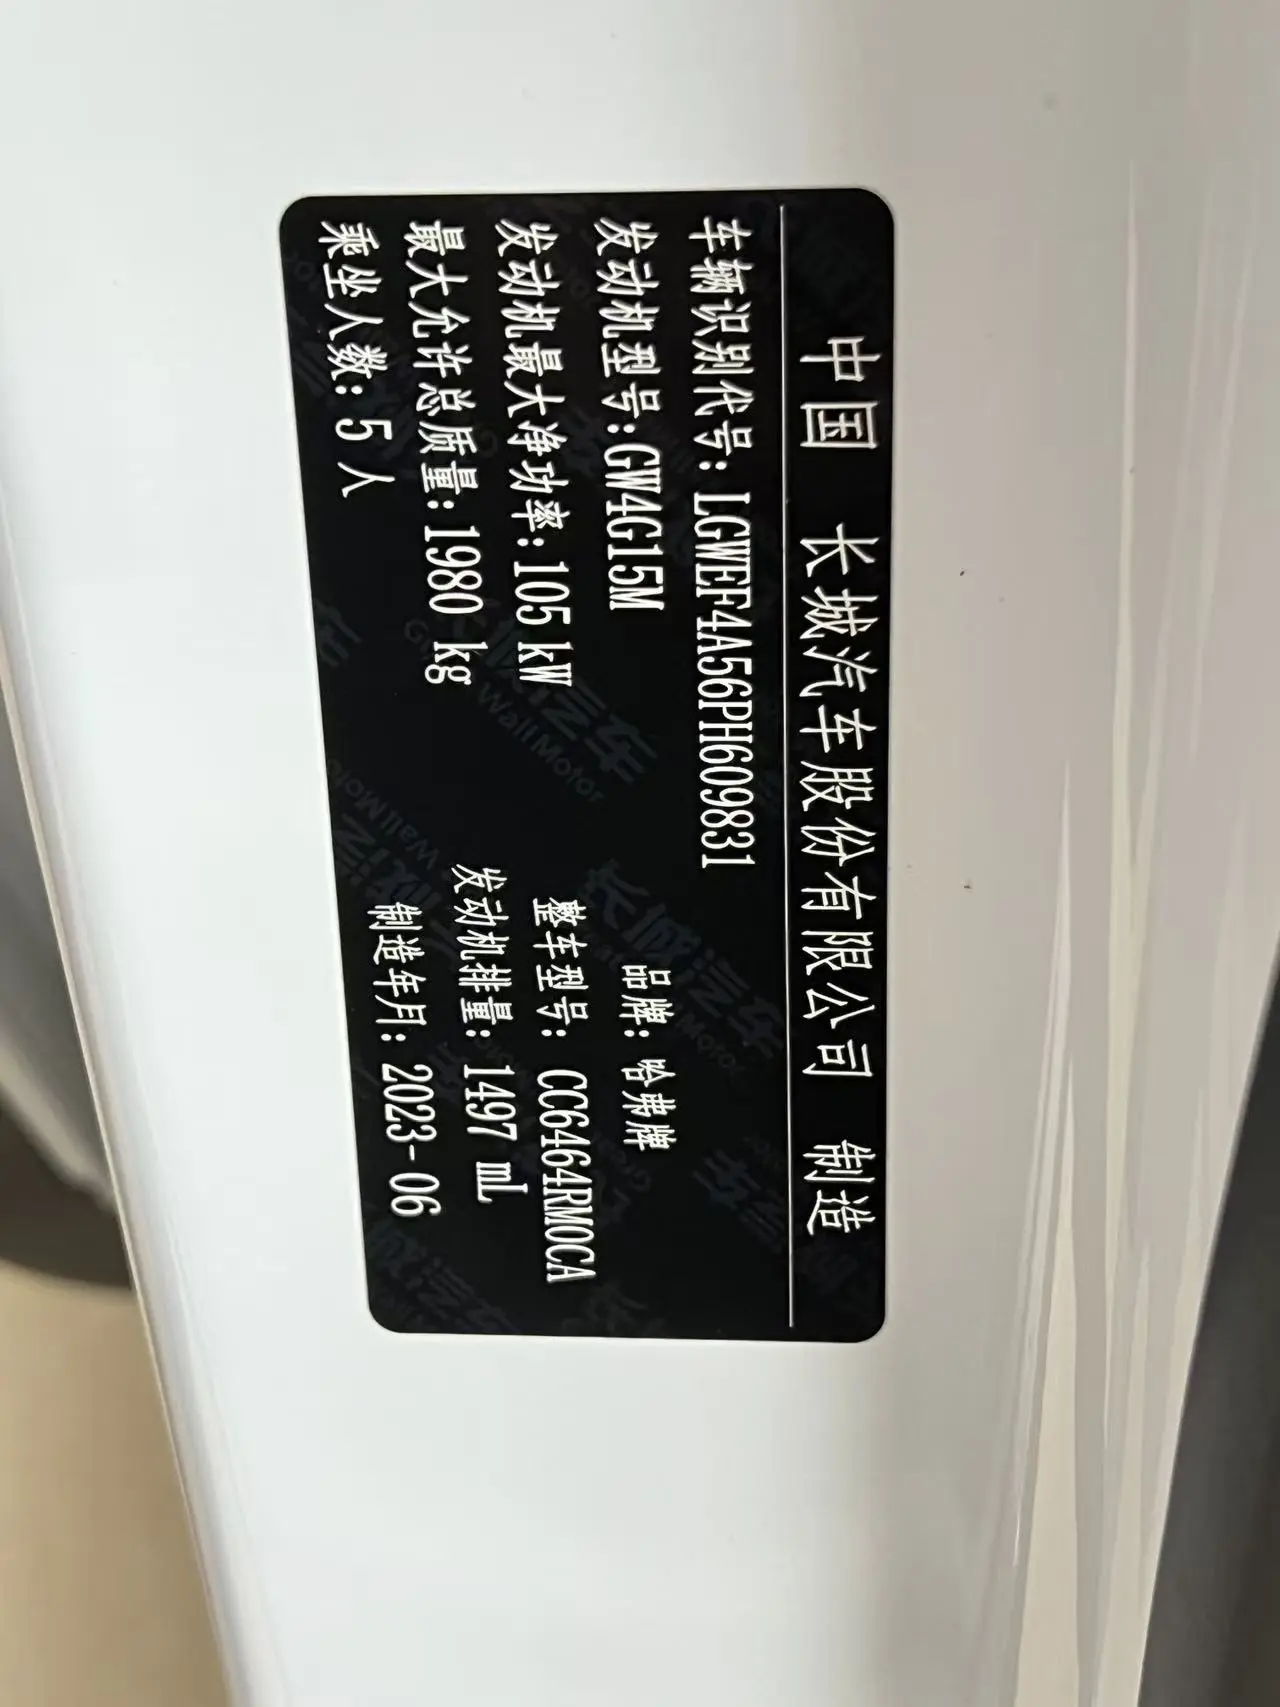 中国 长城汽车股份有限公司 制造
车辆识别代号: LGWEF4A56PH609831
发动机型号: GW4G15M 品牌: 哈弗牌
发动机最大净功率: 105 kW 整车型号: CC6464RM0CA
最大允许总质量: 1980 kg 发动机排量: 1497 mL
乘坐人数: 5 人 制造年月: 2023-06